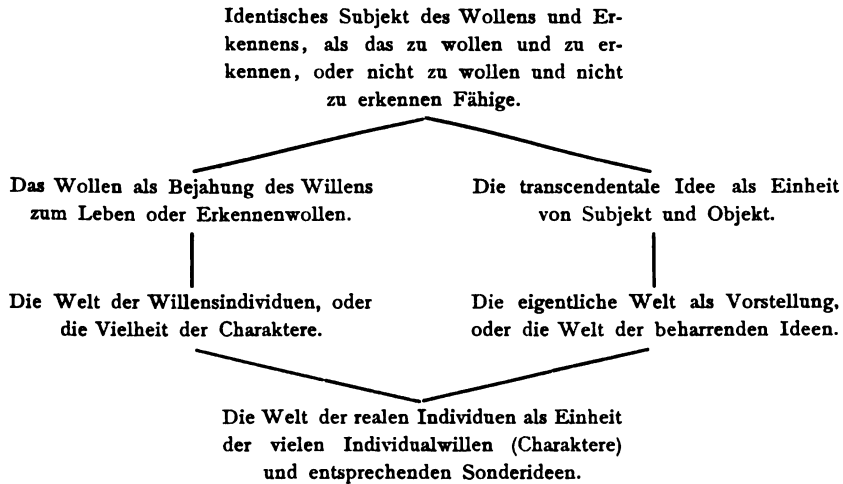 Identisches Subjekt des Wollens und Er-
kennens, als das zu wollen und zu er-
kennen, oder nicht zu wollen und nicht
zu erkennen Fähige.
Das Wollen als Bejahung des Willens
zum Leben oder Erkennenwollen.
Die transcendentale Idee als Einheit
von Subjekt und Objekt.
Die Welt der Willensindividuen, oder
die Vielheit der Charaktere.
Die eigentliche Welt als Vorstellung,
oder die Welt der beharrenden Ideen.
Die Welt der realen Individuen als Einheit
der vielen Individualwillen (Charaktere)
und entsprechenden Sonderideen.